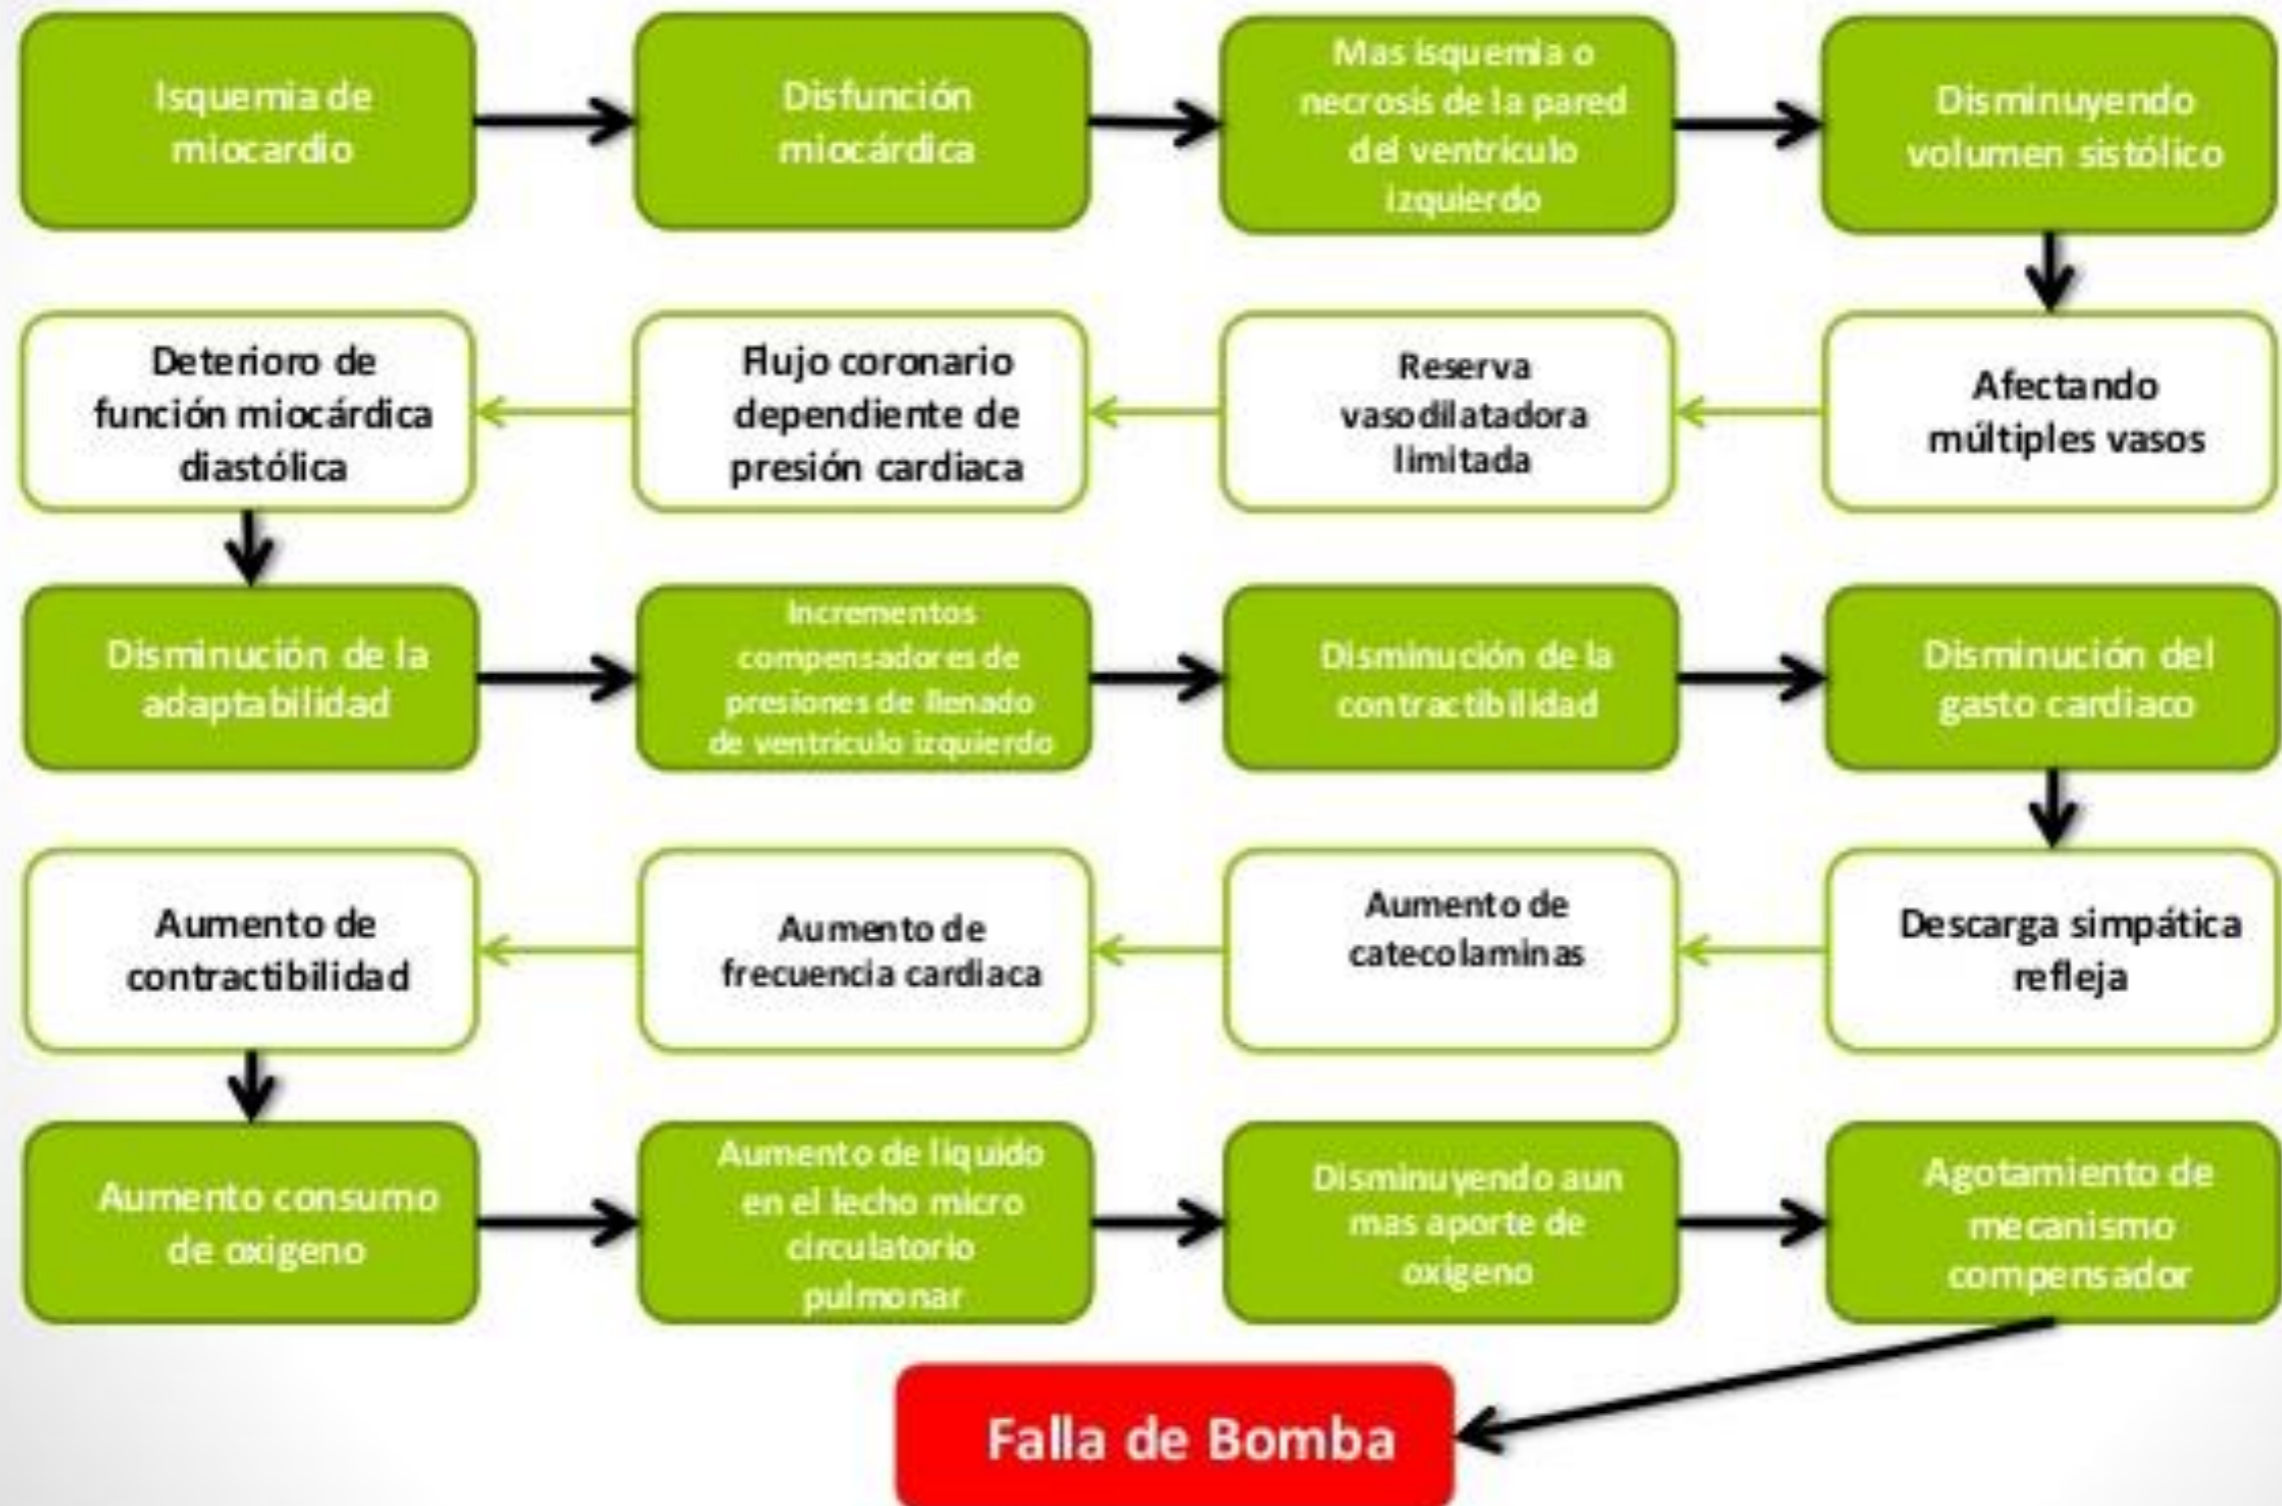 Isquemia de
miocardio
Disfunción
miocárdica
Mas isquemia o
necrosis de la pared
del ventriculo
izquierdo
Disminuyendo
volumen sistólico
Afectando
múltiples vasos
Reserva
vasodilatadora
limitada
Flujo coronario
dependiente de
presión cardiaca
Deterioro de
función miocárdica
diastólica
Disminución de la
adaptabilidad
Incrementos
compensadores de
presiones de llenado
de ventriculo izquierdo
Disminución de la
contractibilidad
Disminución del
gasto cardiaco
Descarga simpática
refleja
Aumento de
catecolaminas
Aumento de
frecuencia cardiaca
Aumento de
contractibilidad
Aumento consumo
de oxigeno
Aumento de liquido
en el lecho micro
circulatorio
pulmonar
Disminuyendo aun
mas aporte de
oxigeno
Agotamiento de
mecanismo
compensador
Falla de Bomba